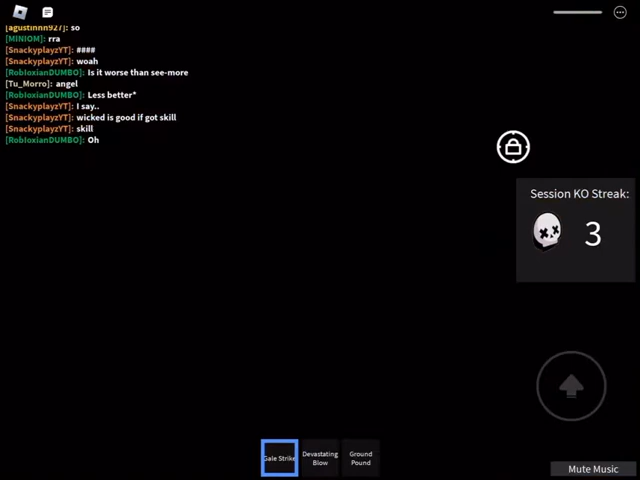 [agustinnn927]: so
[MINIOM]: rra
[SnackyplayzYT]: ####
[SnackyplayzYT]: woah
[RobloxianDUMBO]: Is it worse than see-more
[Tu_Morro]: angel
[RobloxianDUMBO]: Less better*
[SnackyplayzYT]: I say..
[SnackyplayzYT]: wicked is good if got skill
[SnackyplayzYT]: skill
[RobloxianDUMBO]: Oh
Session KO Streak:
3
Gale Strike
Devastating
Blow
Ground
Pound
Mute Music